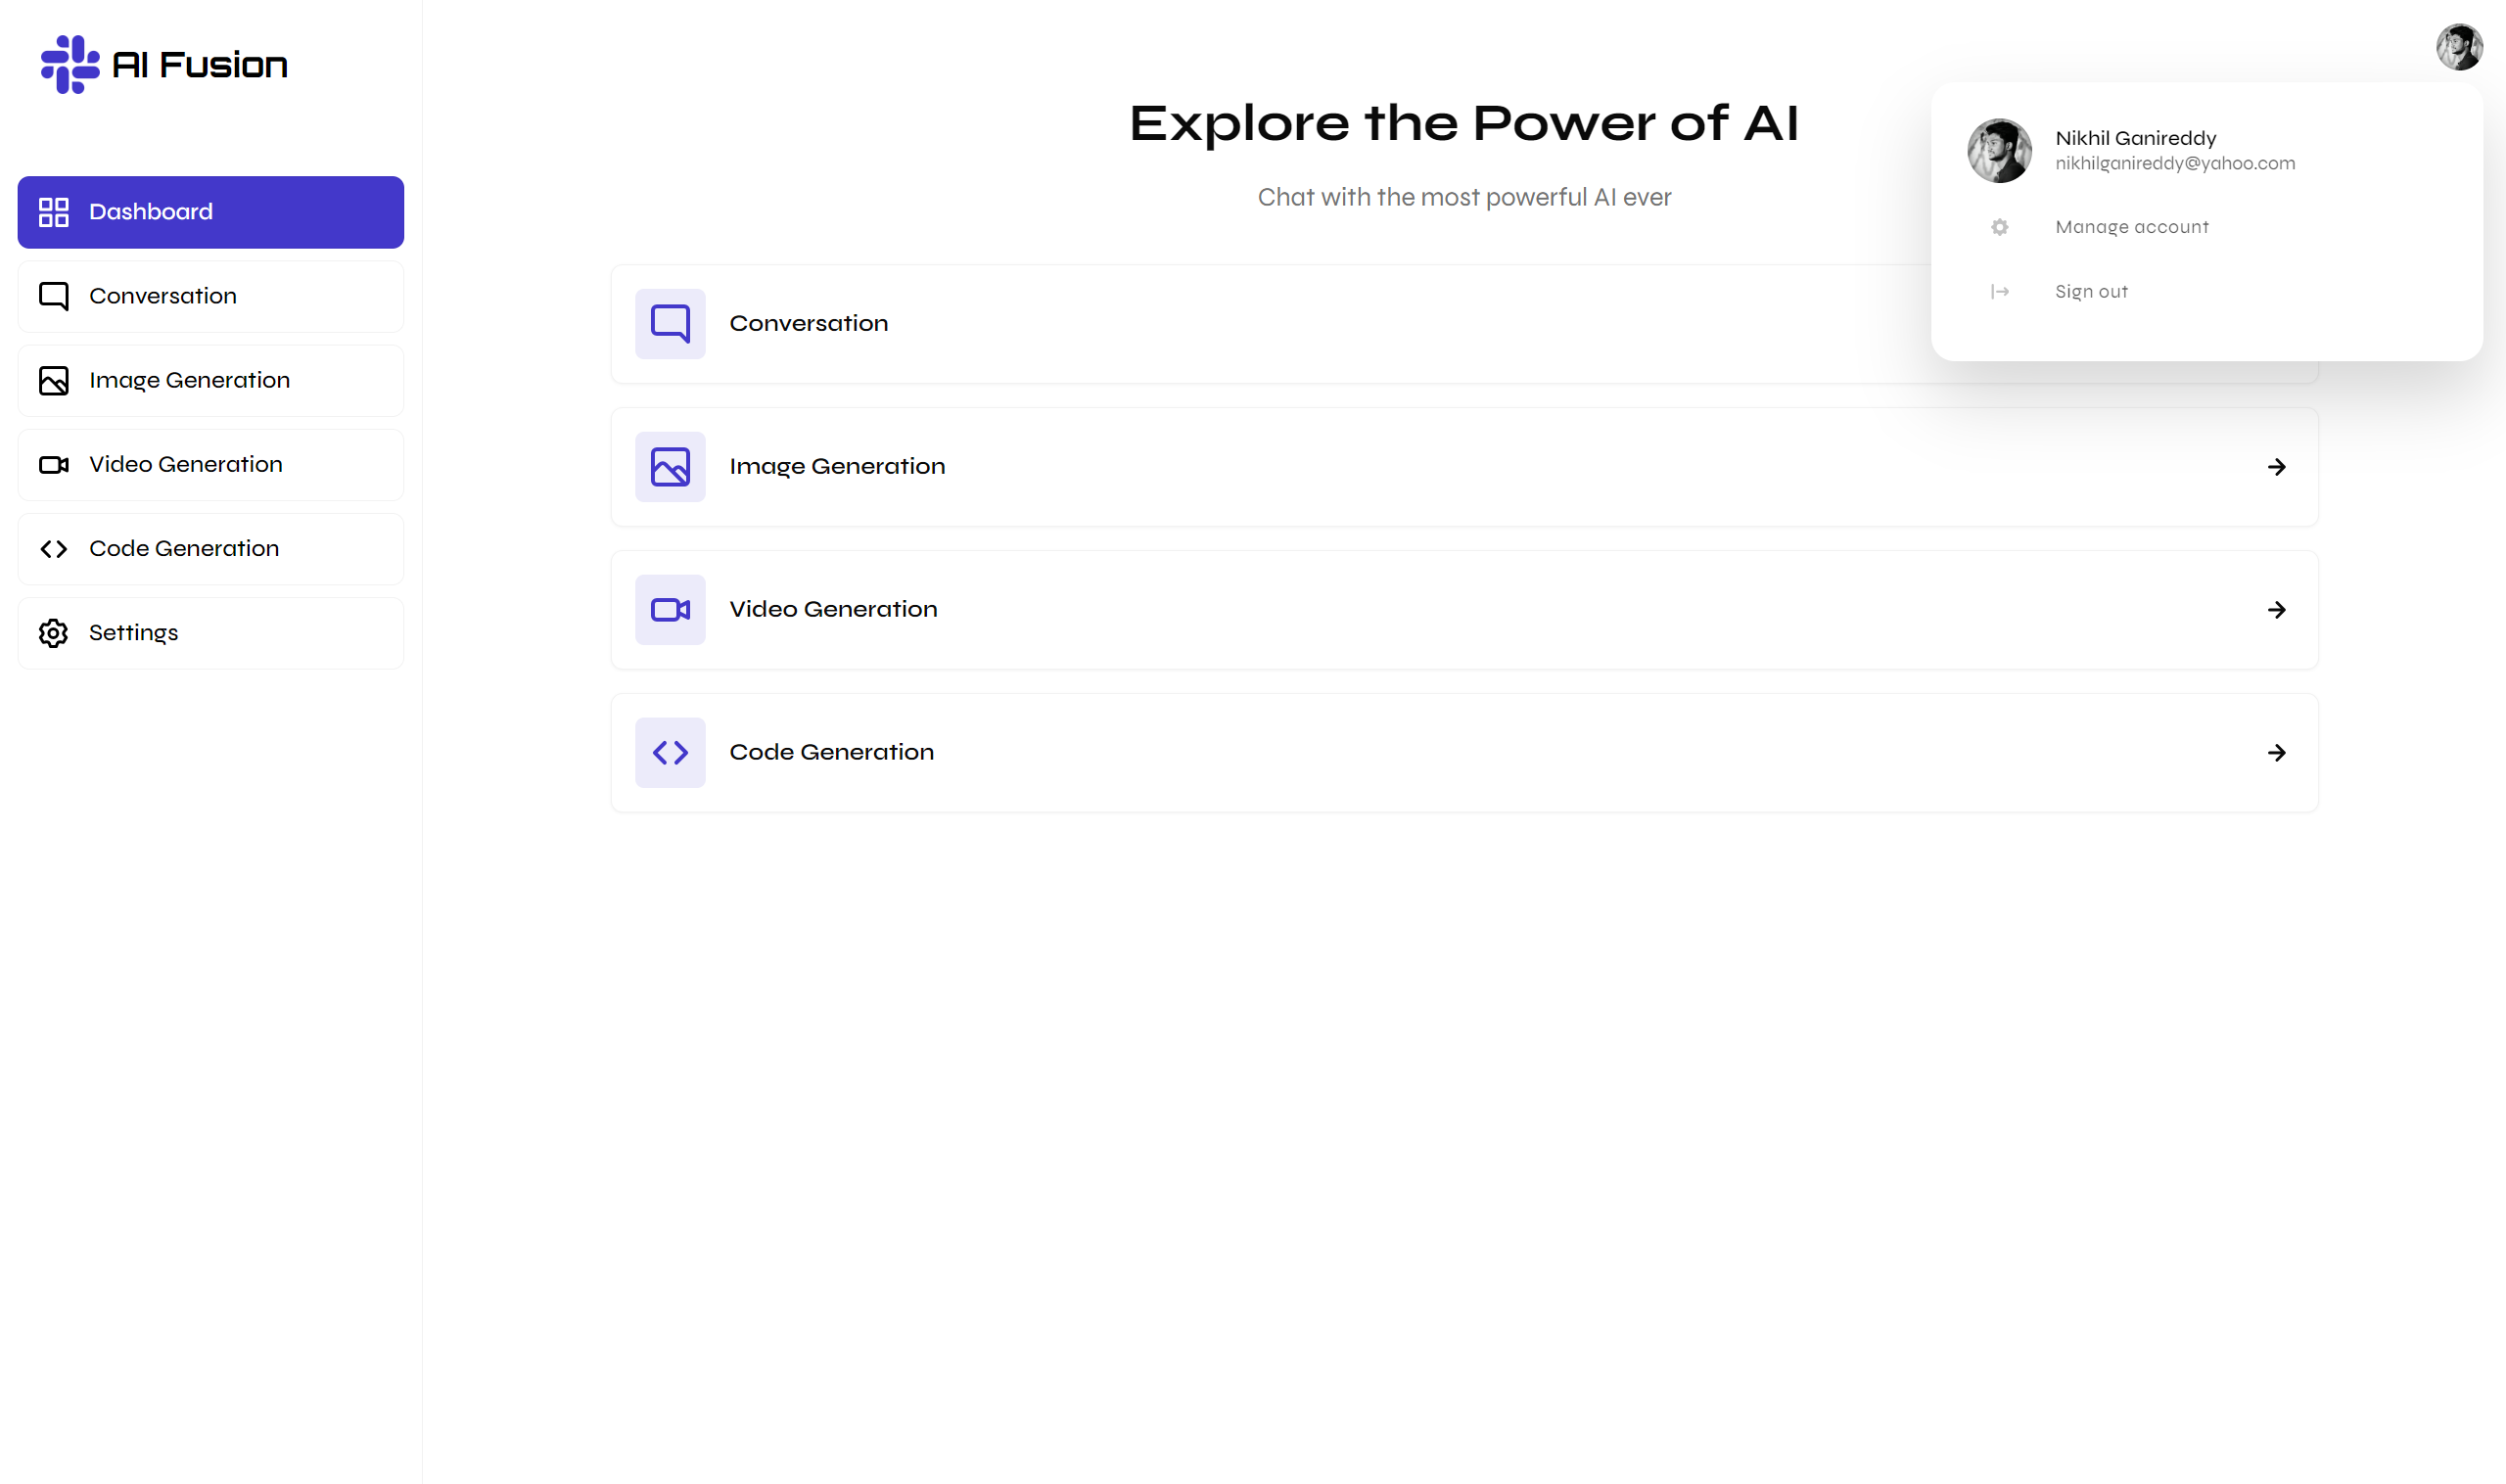 AI Fusion
Dashboard
Conversation
Image Generation
Video Generation
Code Generation
Settings
Explore the Power of AI
Chat with the most powerful AI ever
Conversation
Image Generation
Video Generation
Code Generation
Nikhil Ganireddy
nikhilganireddy@yahoo.com
Manage account
Sign out